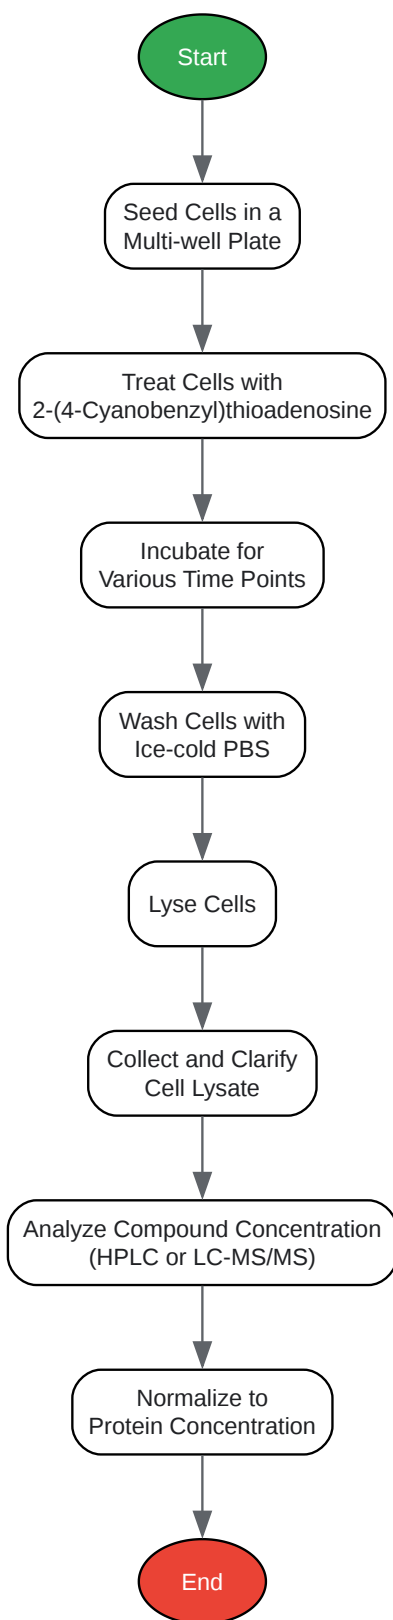 Start
Seed Cells in a
Multi-well Plate
Treat Cells with
2-(4-Cyanobenzyl)thioadenosine
Incubate for
Various Time Points
Wash Cells with
Ice-cold PBS
Lyse Cells
Collect and Clarify
Cell Lysate
Analyze Compound Concentration
(HPLC or LC-MS/MS)
Normalize to
Protein Concentration
End